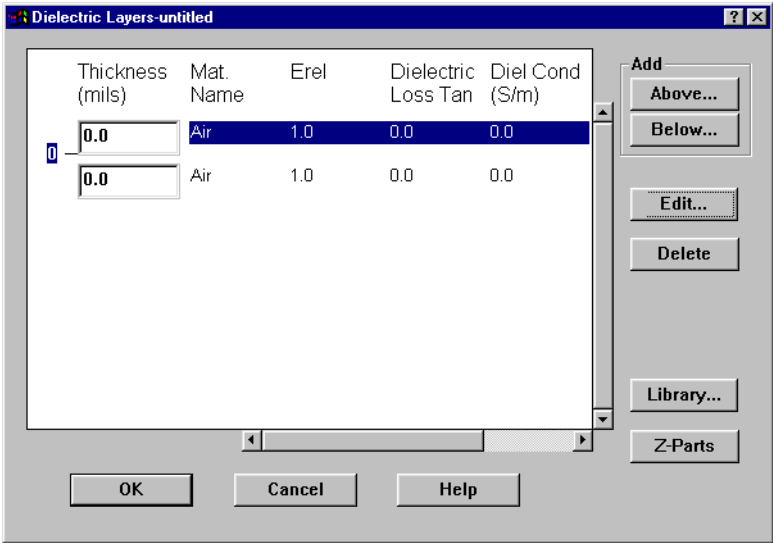 Dielectric Layers-untitled
Thickness Mat. Erel Dielectric Diel Cond
(mils) Name Loss Tan (S/m)
0.0 Air 1.0 0.0 0.0
0
0.0 Air 1.0 0.0 0.0
Add
Above...
Below...
Edit...
Delete
Library...
Z-Parts
OK Cancel Help